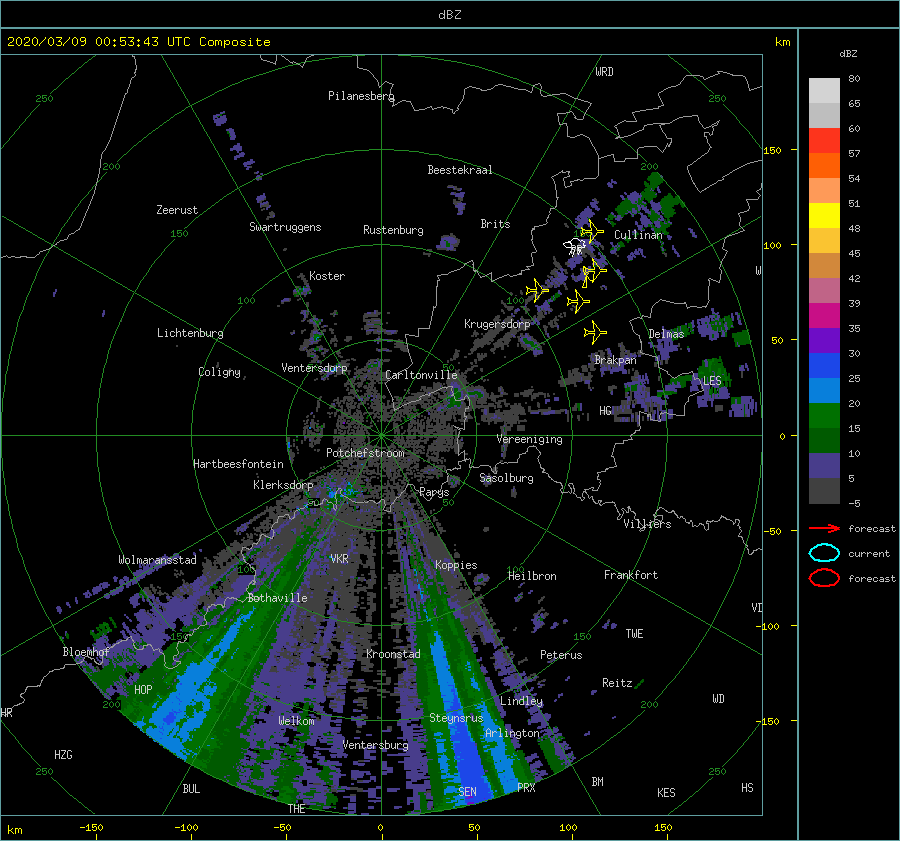 dBZ
2020/03/09 00:53:43 UTC Composite
km
dBZ
WRD
250
250
Pilanesberg
80
65
60
57
54
51
48
45
42
39
35
30
25
20
15
10
5
-5
150
200
200
Beestekraal
Zeerust
150
Swartruggens
Rustenburg
Brits
Cullinan
100
W
Koster
100
100
Krugersdorp
Lichtenburg
Delmas
50
Brakpan
Coligny
Ventersdorp
Carltonville
LES
HG
Vereeniging
0
Potchefstroom
Hartbeesfontein
Klerksdorp
Parys
Sasolburg
50
50
Villiers
-50
forecast
current
forecast
Wolmaransstad
VKR
Koppies
100
100
Heilbron
Frankfort
Bothaville
VI
-100
150
150
TWE
Bloemhof
Kroonstad
Peterus
HOP
Reitz
Lindley
WD
200
200
HR
Welkom
Steynsrus
-150
Arlington
Ventersburg
HZG
250
250
BUL
SEN
PRX
BM
KES
HS
THE
km
-150
-100
-50
0
50
100
150